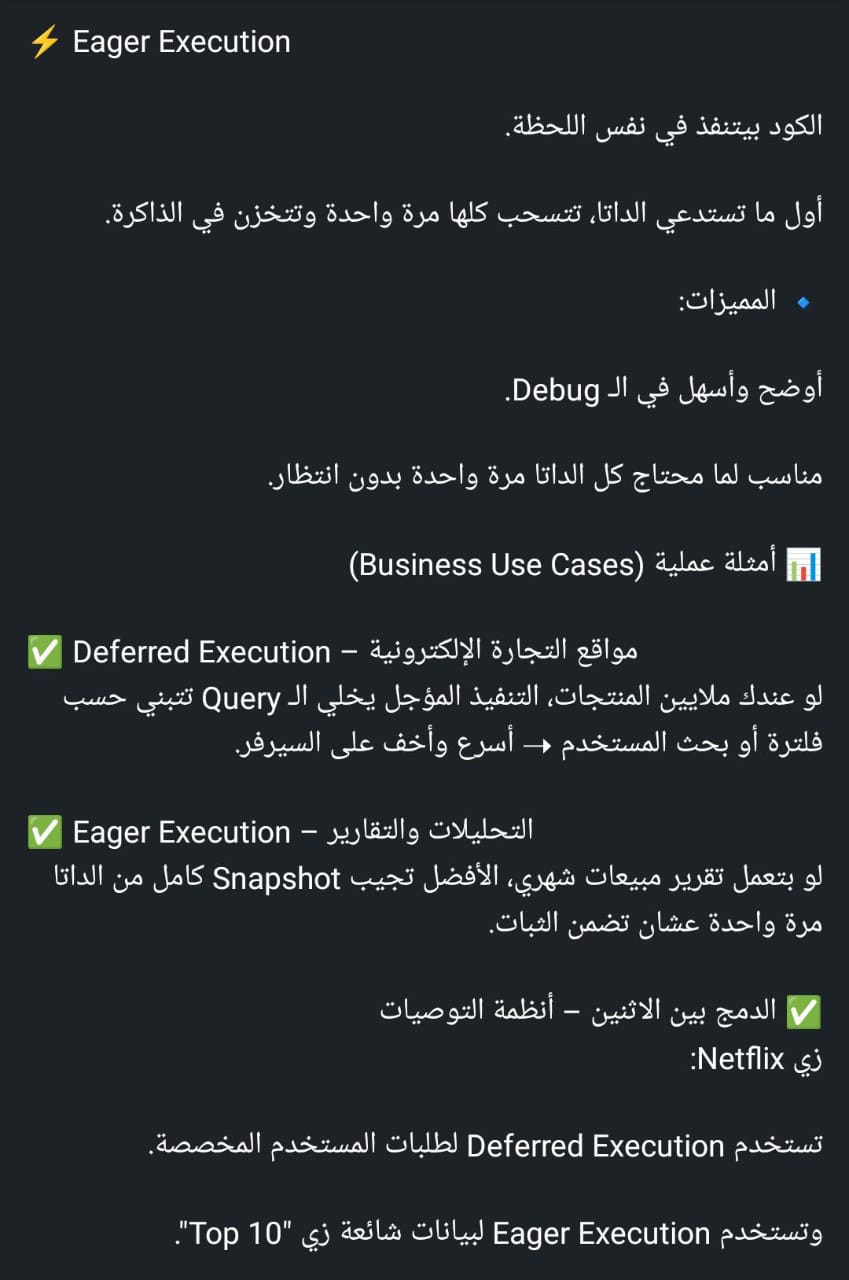 ⚡ Eager Execution
الكود بيتنفذ في نفس اللحظة.
أول ما تستدعي الداتا، تتسحب كلها مرة واحدة وتتخزن في الذاكرة.
🔹 المميزات:
أوضح وأسهل في الـ Debug.
مناسب لما محتاج كل الداتا مرة واحدة بدون انتظار.
📊 أمثلة عملية (Business Use Cases)
✅ Deferred Execution – مواقع التجارة الإلكترونية
لو عندك ملايين المنتجات، التنفيذ المؤجل يخلي الـ Query تتبني حسب
فلترة أو بحث المستخدم → أسرع وأخف على السيرفر.
✅ Eager Execution – التحليلات والتقارير
لو بتعمل تقرير مبيعات شهري، الأفضل تجيب Snapshot كامل من الداتا
مرة واحدة عشان تضمن الثبات.
✅ الدمج بين الاثنين – أنظمة التوصيات
زي Netflix:
تستخدم Deferred Execution لطلبات المستخدم المخصصة.
وتستخدم Eager Execution لبيانات شائعة زي "Top 10".